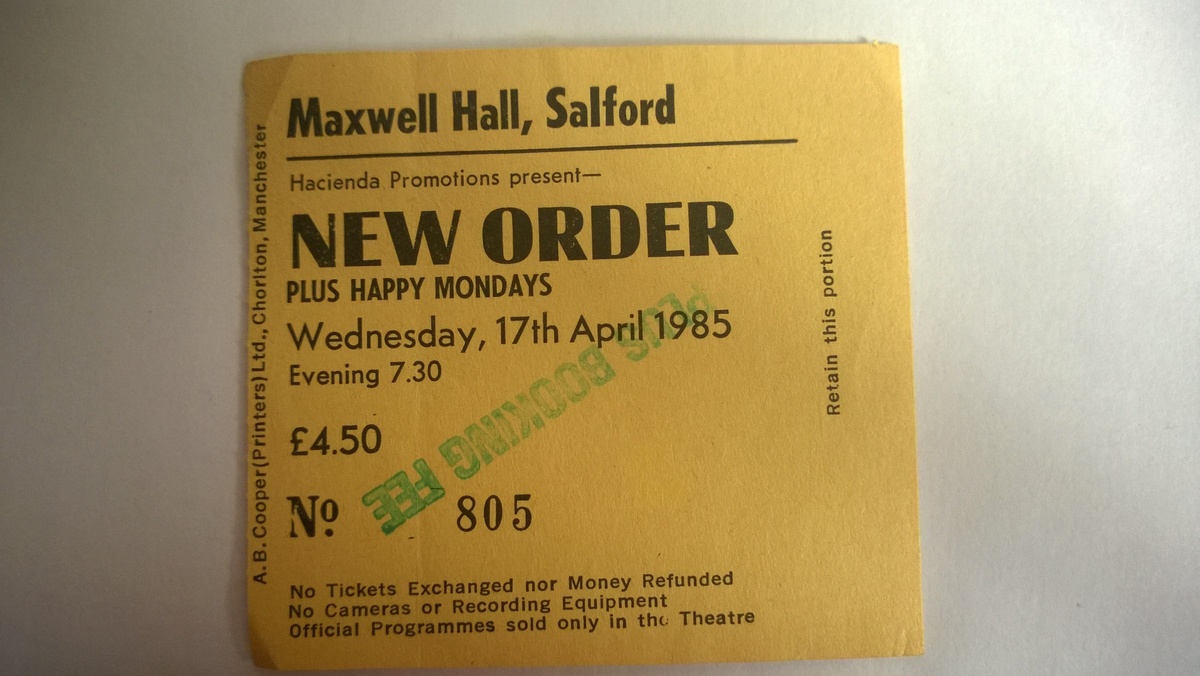 Maxwell Hall, Salford
Hacienda Promotions present—
NEW ORDER
PLUS HAPPY MONDAYS
Wednesday, 17th April 1985
Evening 7.30
£4.50
Nº 805
PLUS BOOKING FEE
No Tickets Exchanged nor Money Refunded
No Cameras or Recording Equipment
Official Programmes sold only in the Theatre
A.B.Cooper(Printers)Ltd., Chorlton, Manchester
Retain this portion